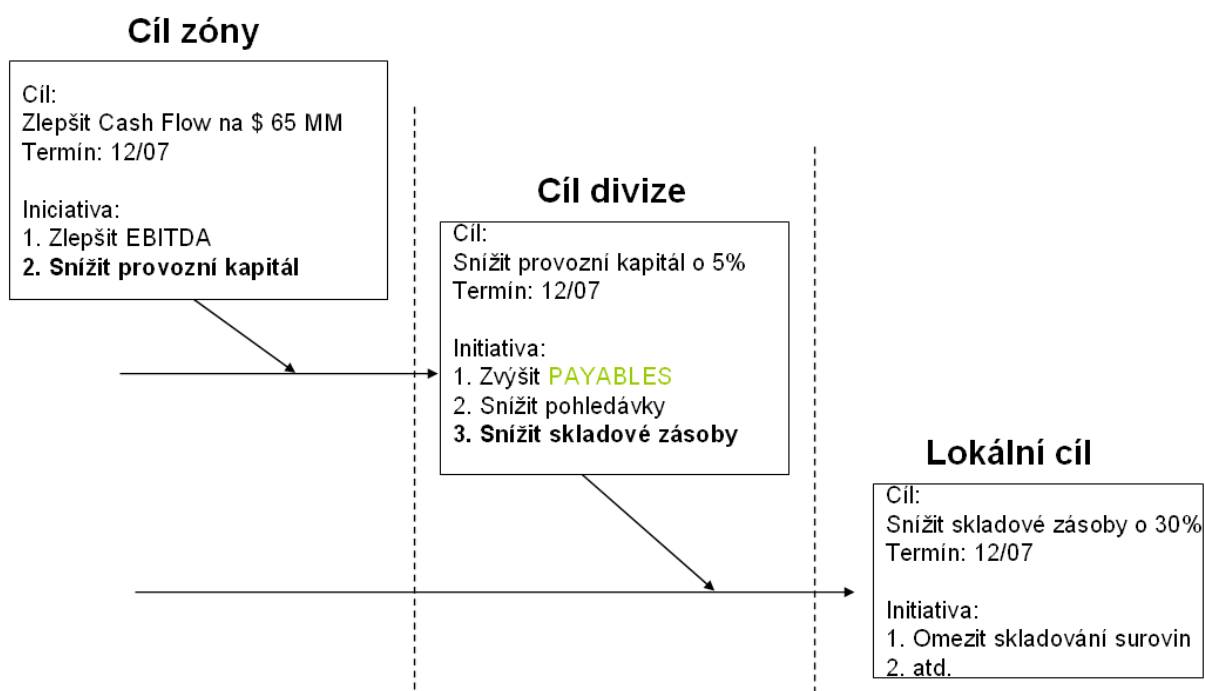 Cíl zóny
Cíl:
Zlepšit Cash Flow na $ 65 MM
Termín: 12/07
Iniciativa:
1. Zlepšit EBITDA
2. Snížit provozní kapitál
Cíl divize
Cíl:
Snížit provozní kapitál o 5%
Termín: 12/07
Initiativa:
1. Zvýšit PAYABLES
2. Snížit pohledávky
3. Snížit skladové zásoby
Lokální cíl
Cíl:
Snížit skladové zásoby o 30%
Termín: 12/07
Initiativa:
1. Omezit skladování surovin
2. atd.